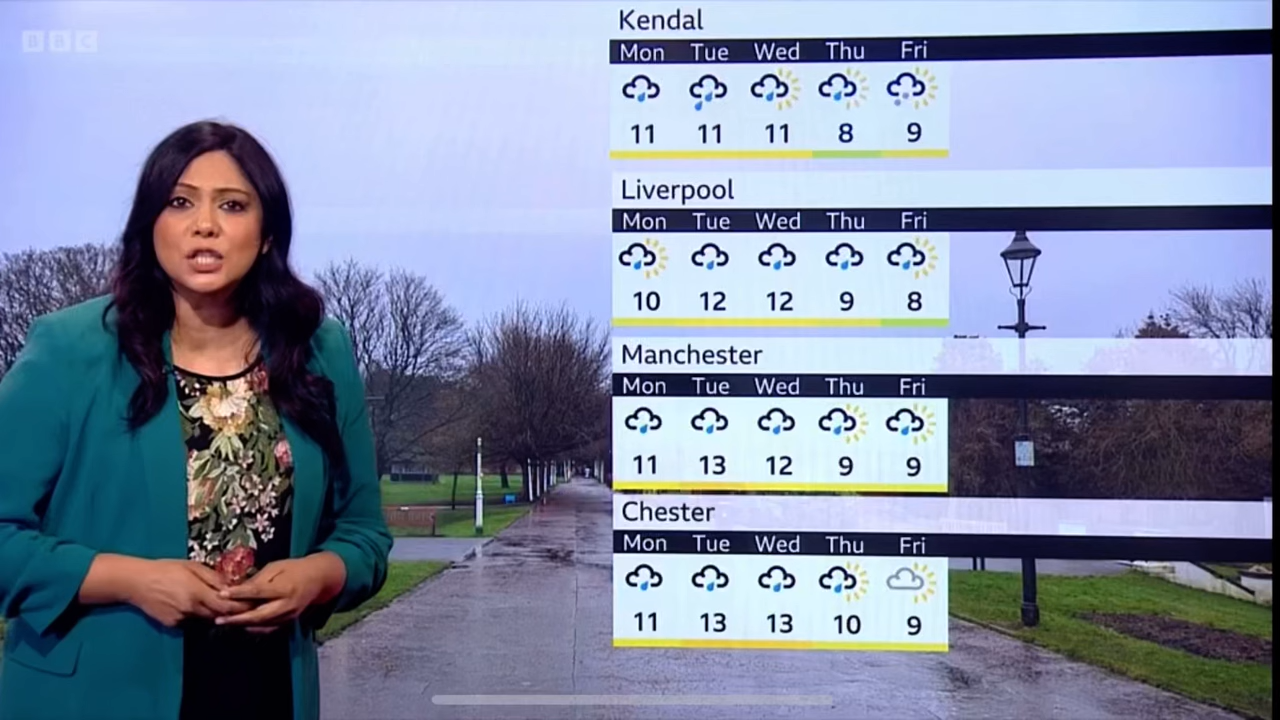 BBC
Kendal
Mon Tue Wed Thu Fri
11 11 11 8 9
Liverpool
Mon Tue Wed Thu Fri
10 12 12 9 8
Manchester
Mon Tue Wed Thu Fri
11 13 12 9 9
Chester
Mon Tue Wed Thu Fri
11 13 13 10 9